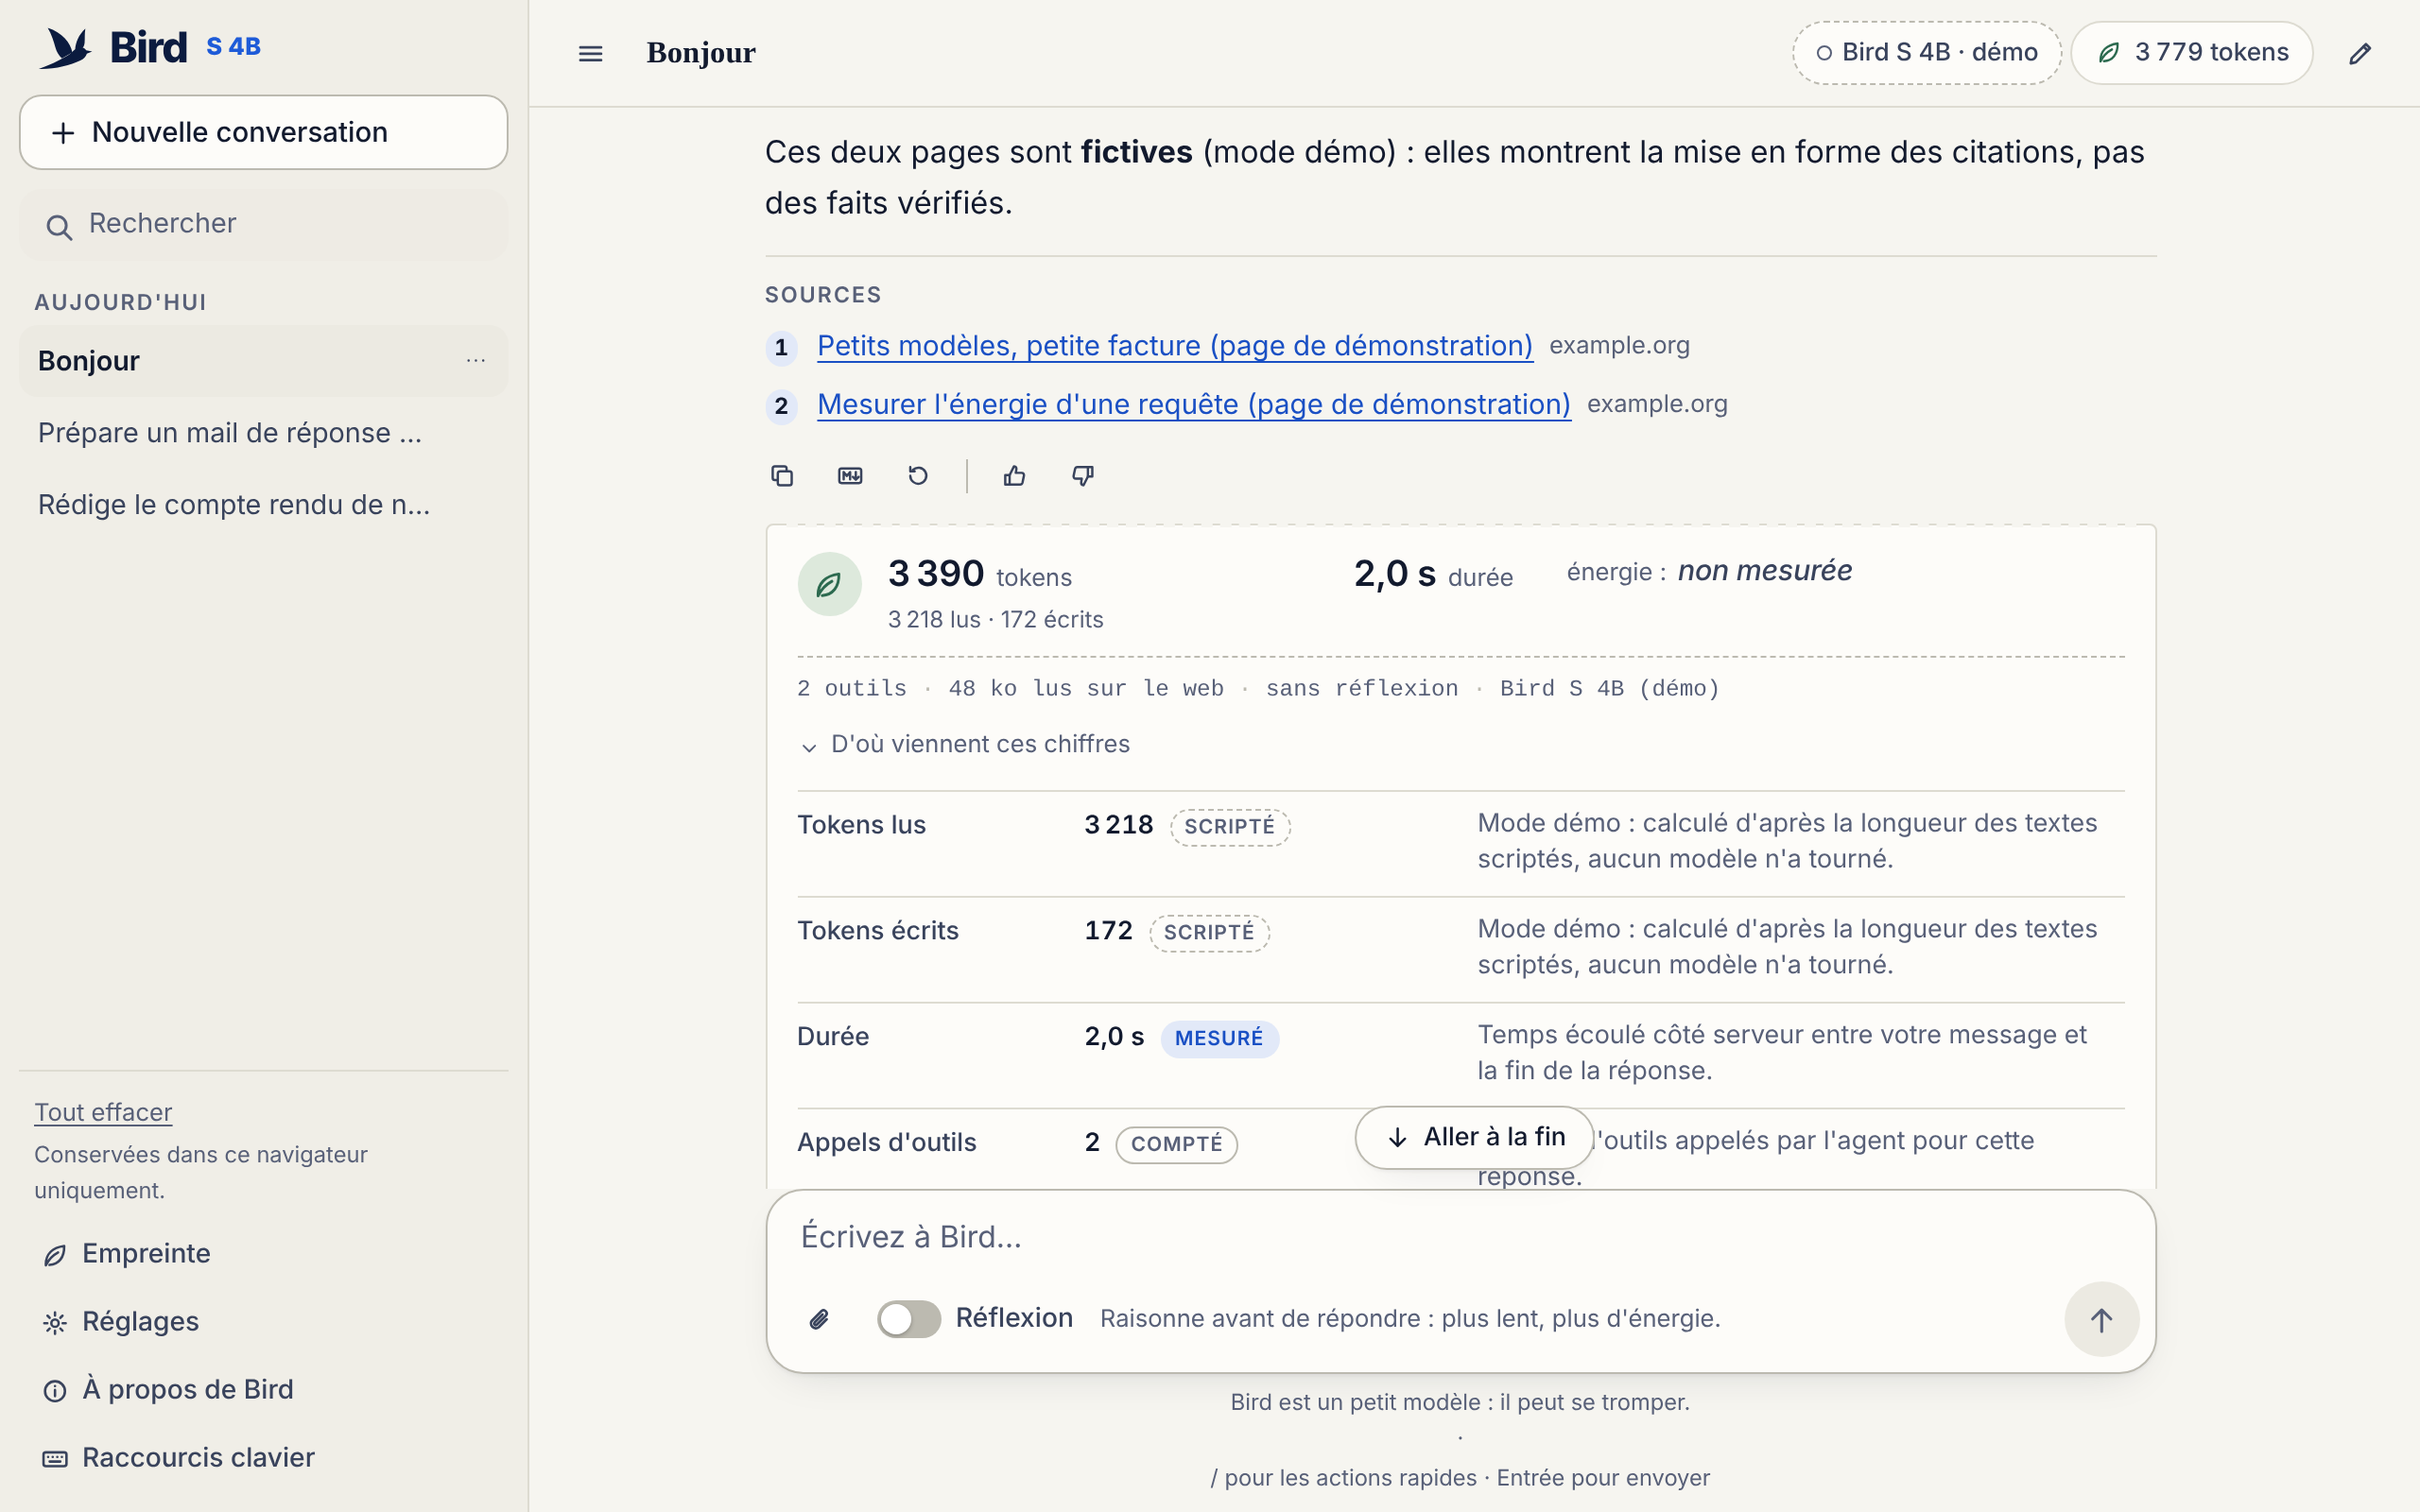 Bird S 4B
Nouvelle conversation
Rechercher
AUJOURD'HUI
Bonjour
Prépare un mail de réponse ...
Rédige le compte rendu de n...
Tout effacer
Conservées dans ce navigateur
uniquement.
Empreinte
Réglages
À propos de Bird
Raccourcis clavier
Bonjour
Bird S 4B · démo
3 779 tokens
Ces deux pages sont fictives (mode démo) : elles montrent la mise en forme des citations, pas
des faits vérifiés.
SOURCES
1 Petits modèles, petite facture (page de démonstration) example.org
2 Mesurer l'énergie d'une requête (page de démonstration) example.org
3 390 tokens
3 218 lus · 172 écrits
2,0 s durée
énergie : non mesurée
2 outils · 48 ko lus sur le web · sans réflexion · Bird S 4B (démo)
D'où viennent ces chiffres
Tokens lus 3 218 SCRIPTÉ
Mode démo : calculé d'après la longueur des textes
scriptés, aucun modèle n'a tourné.
Tokens écrits 172 SCRIPTÉ
Mode démo : calculé d'après la longueur des textes
scriptés, aucun modèle n'a tourné.
Durée 2,0 s MESURÉ
Temps écoulé côté serveur entre votre message et
la fin de la réponse.
Appels d'outils 2 COMPTÉ
Aller à la fin
'outils appelés par l'agent pour cette
réponse.
Écrivez à Bird...
Réflexion Raisonne avant de répondre : plus lent, plus d'énergie.
Bird est un petit modèle : il peut se tromper.
·
/ pour les actions rapides · Entrée pour envoyer